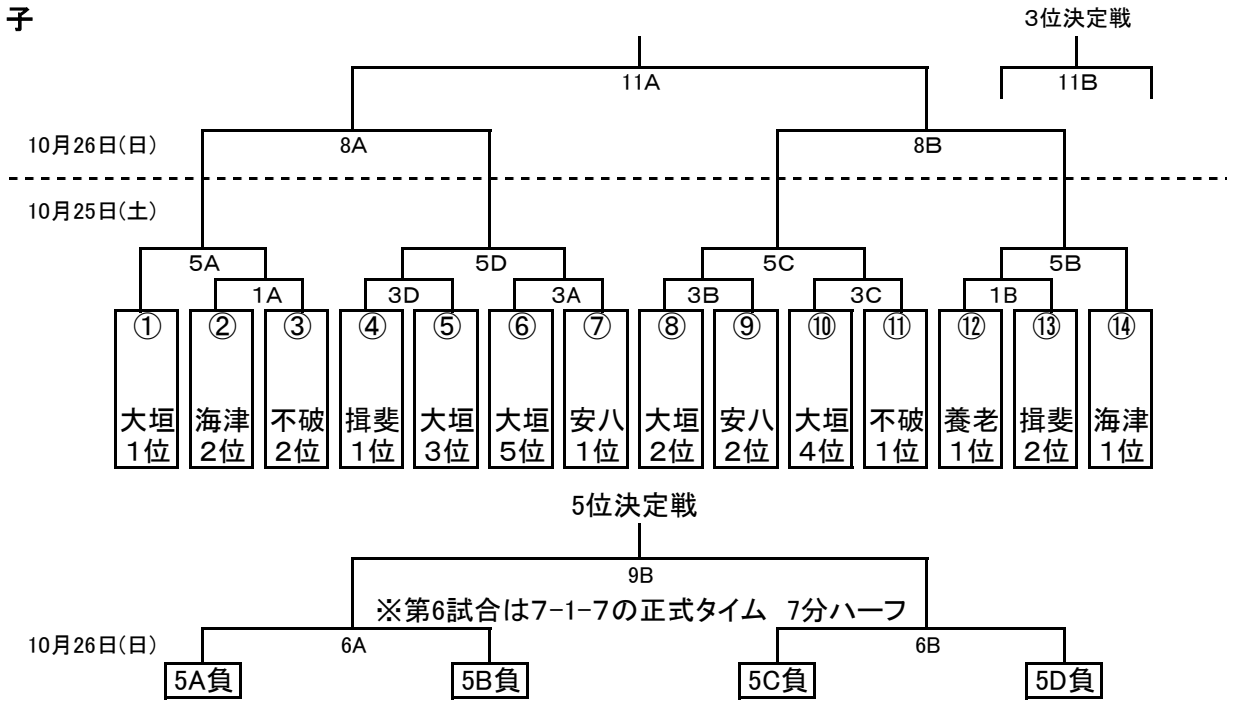 子
3位決定戦
11A
11B
10月26日(日)
8A
8B
10月25日(土)
5A
5D
5C
5B
1A
3D
3A
3B
3C
1B
① ② ③ ④ ⑤ ⑥ ⑦ ⑧ ⑨ ⑩ ⑪ ⑫ ⑬ ⑭
大垣 海津 不破 揖斐 大垣 大垣 安八 大垣 安八 大垣 不破 養老 揖斐 海津
1位 2位 2位 1位 3位 5位 1位 2位 2位 4位 1位 1位 2位 1位
5位決定戦
9B
※第6試合は7-1-7の正式タイム 7分ハーフ
10月26日(日)
6A
6B
5A負
5B負
5C負
5D負